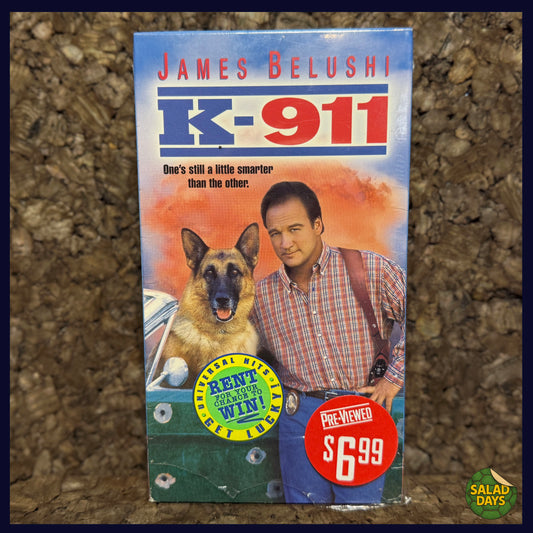 JAMES BELUSHI
K-911
One's still a little smarter
than the other.
UNIVERSAL HITS
RENT
FOR YOUR
CHANCE TO
WIN!
GET LUCKY
PRE-VIEWED
$6.99
SALAD
DAYS